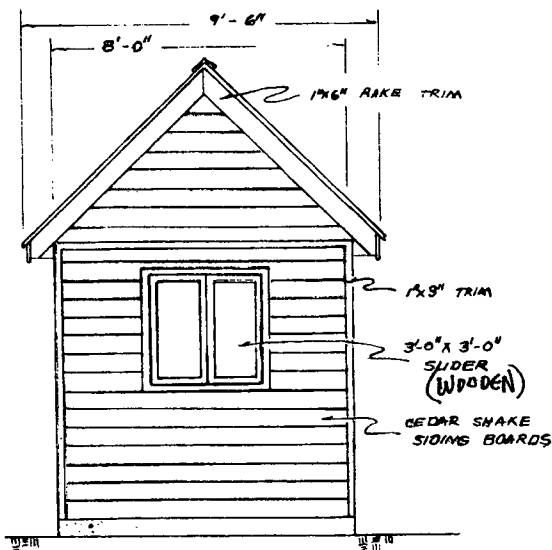 9'-6"
8'-0"
1"x6" RAKE TRIM
1"x3" TRIM
3'-0" x 3'-0"
SLIDER
(WOODEN)
CEDAR SHAKE
SIDING BOARDS